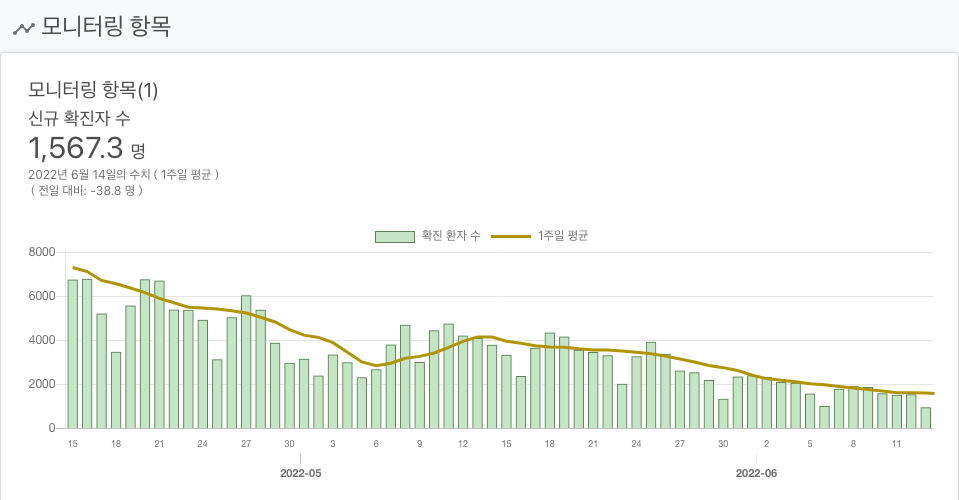 모니터링 항목
모니터링 항목(1)
신규 확진자 수
1,567.3 명
2022년 6월 14일의 수치 ( 1주일 평균 )
( 전일 대비: -38.8 명 )
확진 환자 수 1주일 평균
8000
6000
4000
2000
0
15 18 21 24 27 30 3 6 9 12 15 18 21 24 27 30 2 5 8 11
2022-05 2022-06